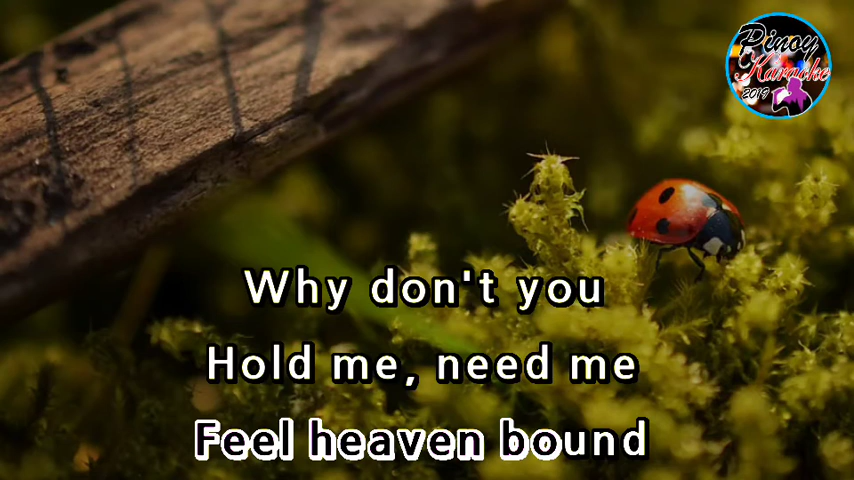 Pinoy
Karaoke
2019
Why don't you
Hold me, need me
Feel heaven bound